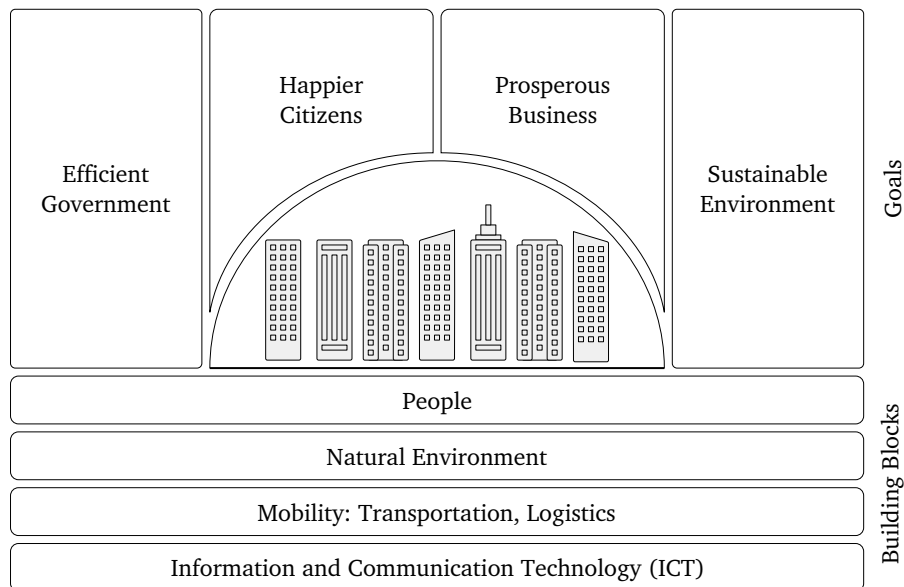 Happier
Citizens
Prosperous
Business
Efficient
Government
Sustainable
Environment
Goals
People
Natural Environment
Mobility: Transportation, Logistics
Information and Communication Technology (ICT)
Building Blocks